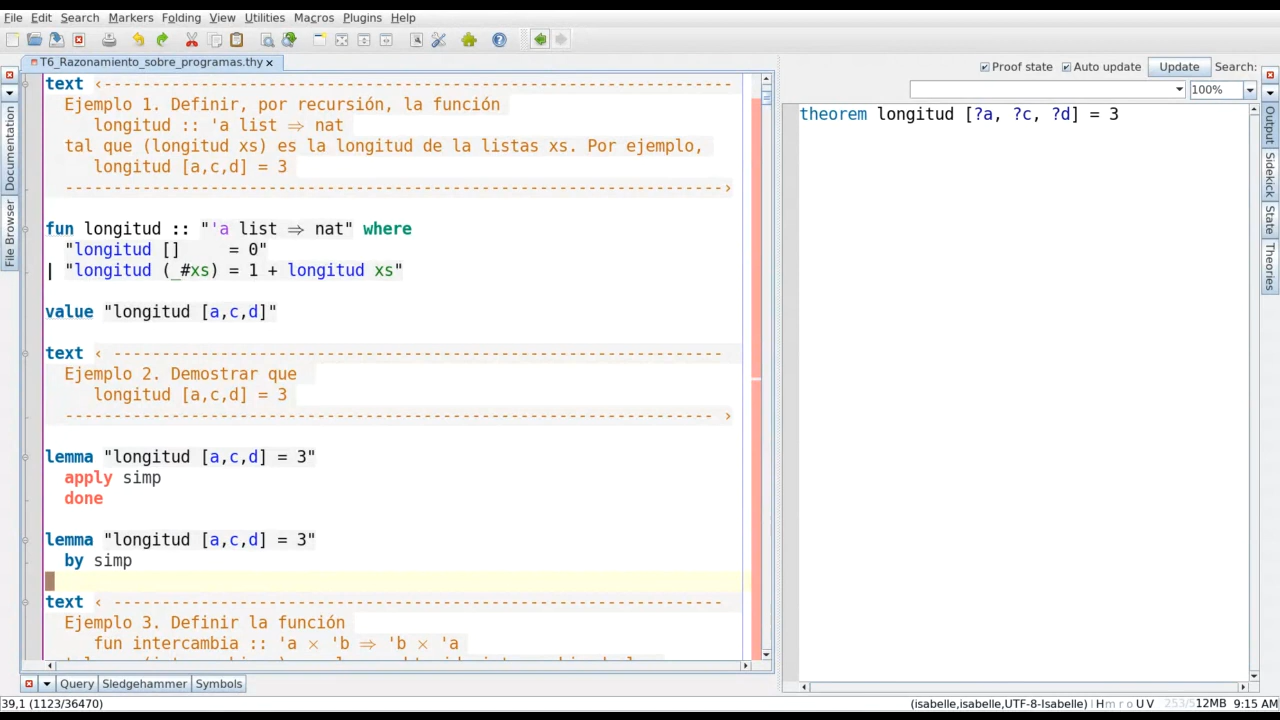 File Edit Search Markers Folding View Utilities Macros Plugins Help
T6_Razonamiento_sobre_programas.thy
Proof state Auto update Update Search:
100%
Documentation
File Browser
text ‹------------------------------------------------------------------
Ejemplo 1. Definir, por recursión, la función
longitud :: 'a list ⇒ nat
tal que (longitud xs) es la longitud de la listas xs. Por ejemplo,
longitud [a,c,d] = 3
--------------------------------------------------------------------›
fun longitud :: "'a list ⇒ nat" where
"longitud [] = 0"
| "longitud (_#xs) = 1 + longitud xs"
value "longitud [a,c,d]"
text ‹ ---------------------------------------------------------------
Ejemplo 2. Demostrar que
longitud [a,c,d] = 3
------------------------------------------------------------------- ›
lemma "longitud [a,c,d] = 3"
apply simp
done
lemma "longitud [a,c,d] = 3"
by simp
text ‹ ---------------------------------------------------------------
Ejemplo 3. Definir la función
fun intercambia :: 'a × 'b ⇒ 'b × 'a
theorem longitud [?a, ?c, ?d] = 3
Output
Sidekick
State
Theories
Query Sledgehammer Symbols
39,1 (1123/36470)
(isabelle,isabelle,UTF-8-Isabelle) | H m r o U V 12MB 9:15 AM